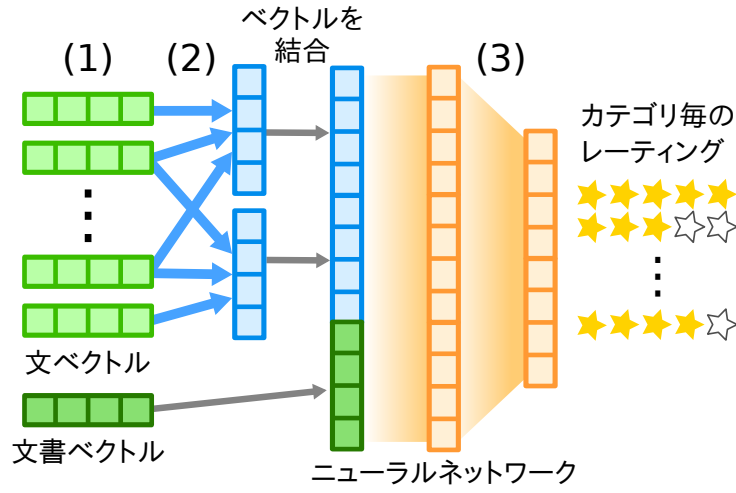 (1)
(2)
ベクトルを
結合
(3)
カテゴリ毎の
レーティング
文ベクトル
文書ベクトル
ニューラルネットワーク